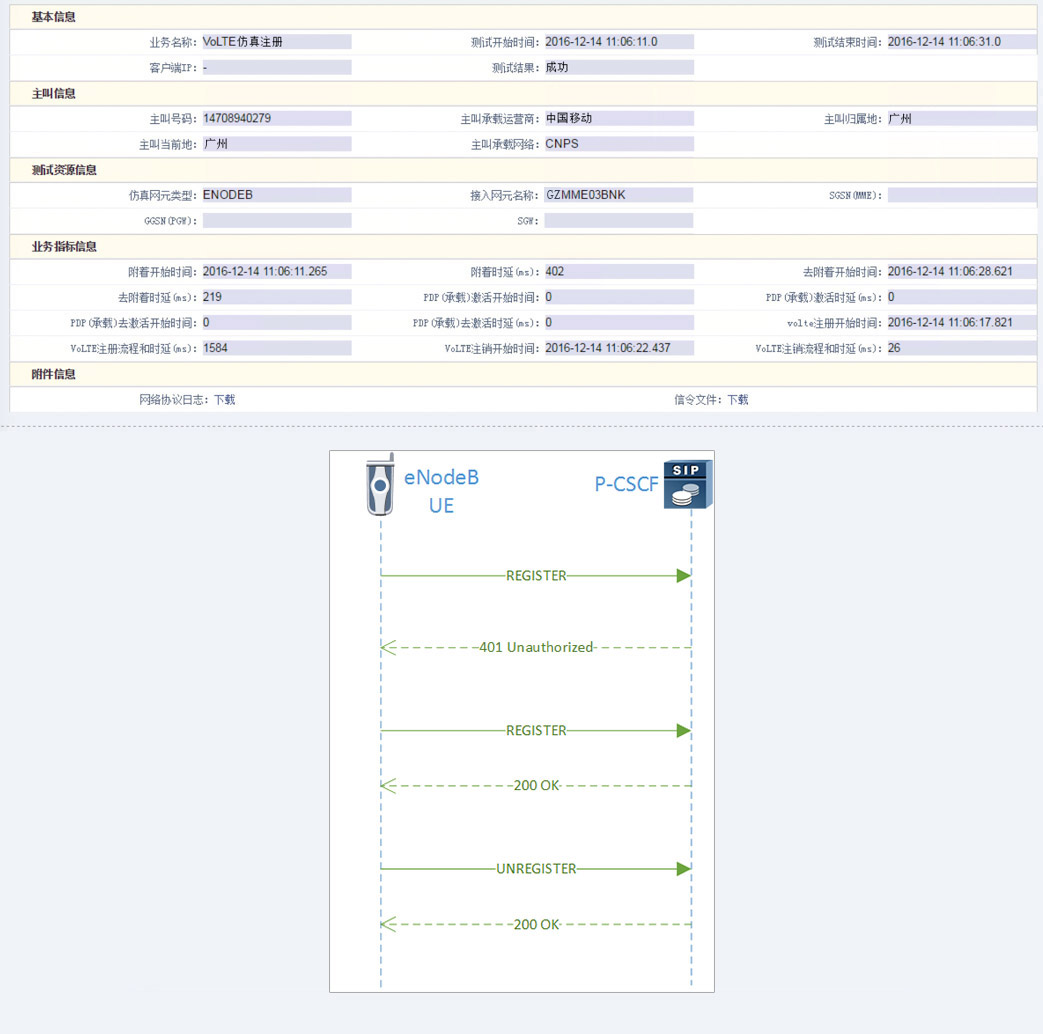 基本信息
业务名称: VoLTE仿真注册 测试开始时间: 2016-12-14 11:06:11.0 测试结束时间: 2016-12-14 11:06:31.0
客户端IP: - 测试结果: 成功
主叫信息
主叫号码: 14708940279 主叫承载运营商: 中国移动 主叫归属地: 广州
主叫当前地: 广州 主叫承载网络: CNPS
测试资源信息
仿真网元类型: ENODEB 接入网元名称: GZMME03BNK SGSN(MME):
GGSN(PGW): SGW:
业务指标信息
附着开始时间: 2016-12-14 11:06:11.265 附着时延(ms): 402 去附着开始时间: 2016-12-14 11:06:28.621
去附着时延(ms): 219 PDP(承载)激活开始时间: 0 PDP(承载)激活时延(ms): 0
PDP(承载)去激活开始时间: 0 PDP(承载)去激活时延(ms): 0 volte注册开始时间: 2016-12-14 11:06:17.821
VoLTE注册流程和时延(ms): 1584 VoLTE注销开始时间: 2016-12-14 11:06:22.437 VoLTE注销流程和时延(ms): 26
附件信息
网络协议日志: 下载 信令文件: 下载
eNodeB
UE
P-CSCF
SIP
REGISTER
401 Unauthorized
REGISTER
200 OK
UNREGISTER
200 OK